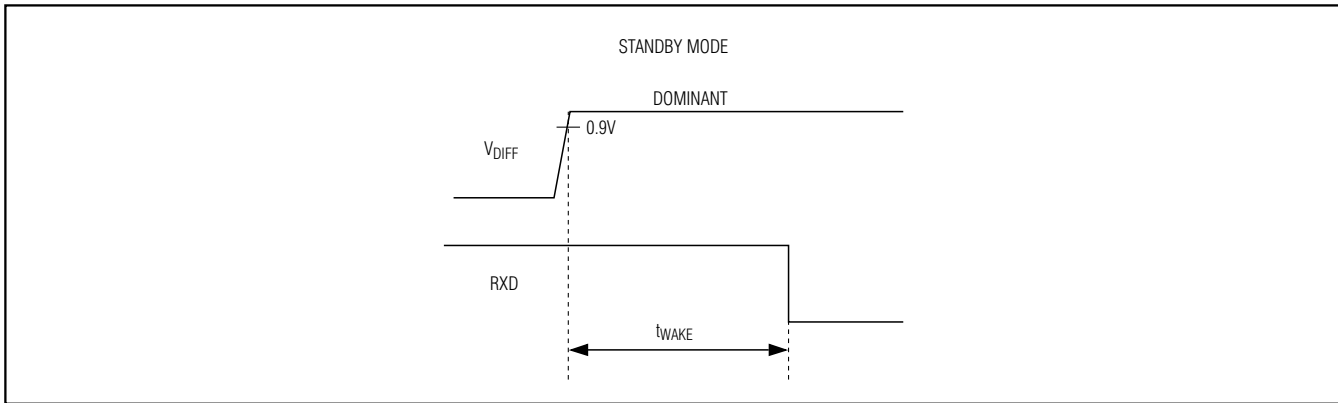 STANDBY MODE
DOMINANT
0.9V
VDIFF
RXD
tWAKE